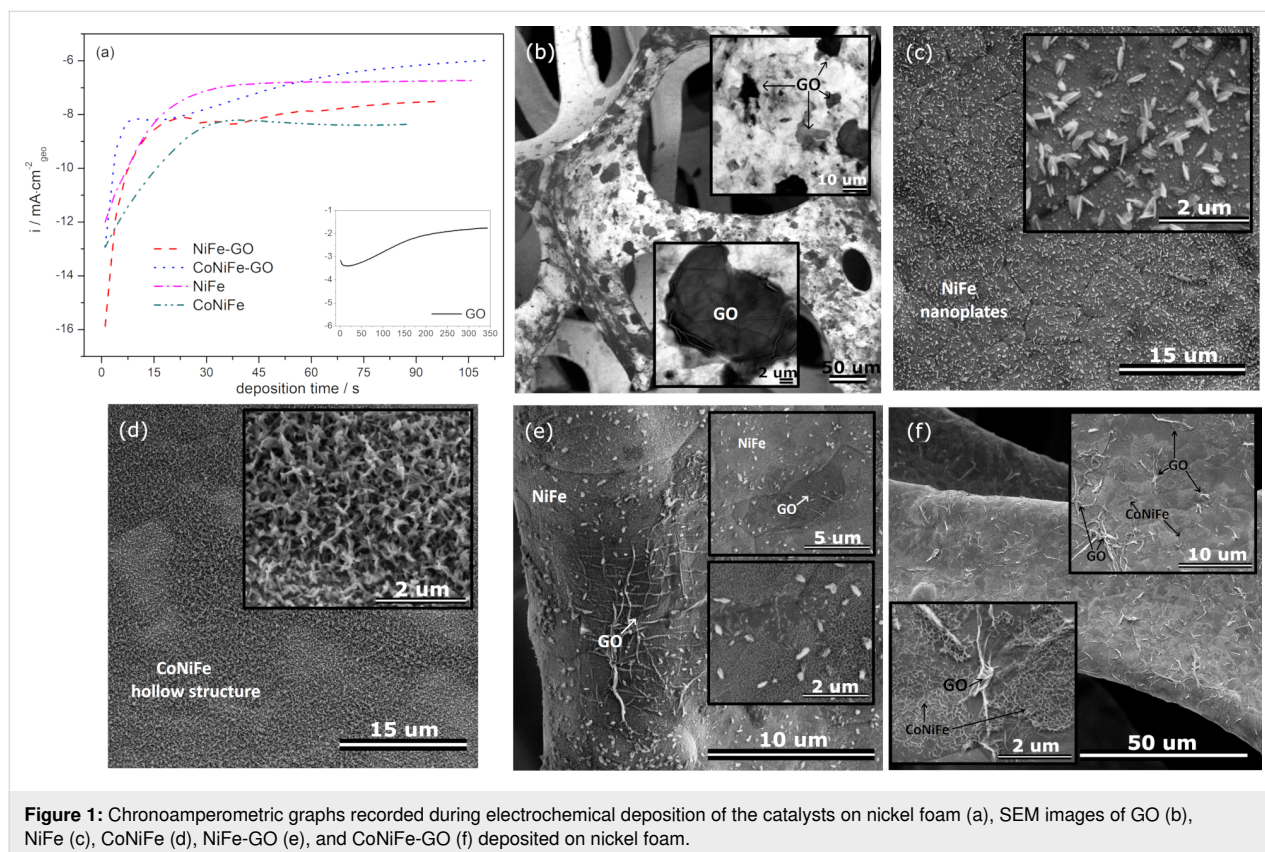 (a)
-6
-8
-10
-12
-14
-16
i / mA·cm⁻²geo
NiFe-GO
CoNiFe-GO
NiFe
CoNiFe
-1
-2
-3
-4
-5
-6
0 50 100 150 200 250 300 350
GO
0 15 30 45 60 75 90 105
deposition time / s
(b)
GO
10 um
GO
2 um
50 um
(c)
2 um
NiFe
nanoplates
15 um
(d)
2 um
CoNiFe
hollow structure
15 um
(e)
NiFe
NiFe
GO
5 um
GO
2 um
10 um
(f)
GO
CoNiFe
GO
10 um
GO
CoNiFe
2 um
50 um
Figure 1: Chronoamperometric graphs recorded during electrochemical deposition of the catalysts on nickel foam (a), SEM images of GO (b),
NiFe (c), CoNiFe (d), NiFe-GO (e), and CoNiFe-GO (f) deposited on nickel foam.